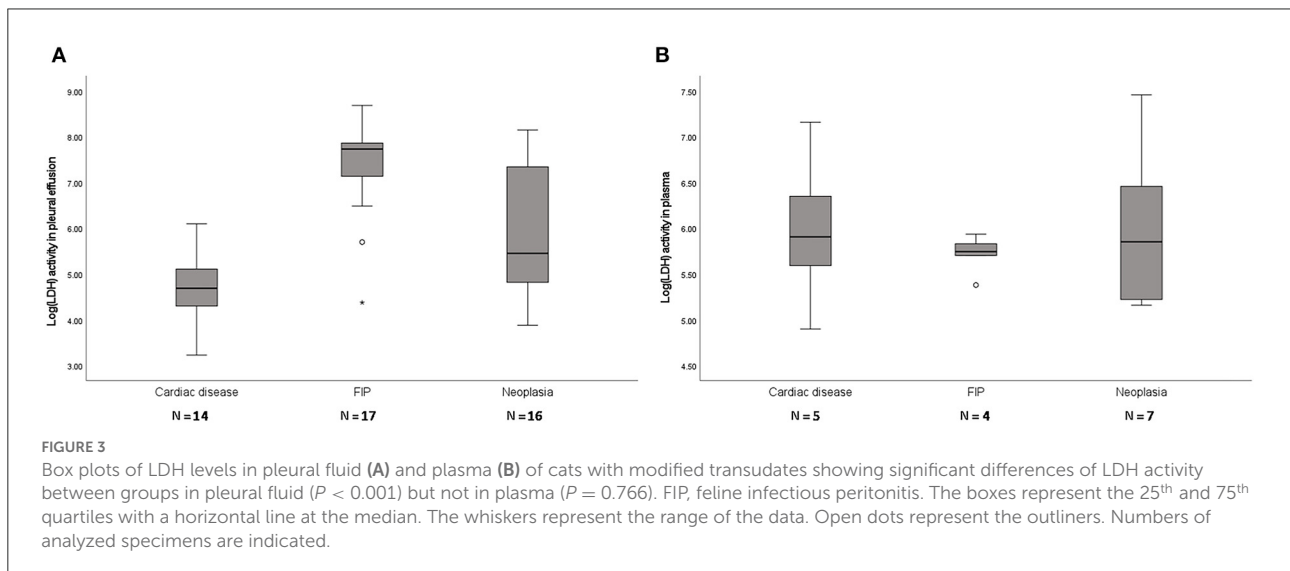 A
9.00
8.00
7.00
6.00
5.00
4.00
3.00
Log(LDH) activity in pleural effusion
Cardiac disease FIP Neoplasia
N = 14 N = 17 N = 16
B
7.50
7.00
6.50
6.00
5.50
5.00
4.50
Log(LDH) activity in plasma
Cardiac disease FIP Neoplasia
N = 5 N = 4 N = 7
FIGURE 3
Box plots of LDH levels in pleural fluid (A) and plasma (B) of cats with modified transudates showing significant differences of LDH activity
between groups in pleural fluid (P < 0.001) but not in plasma (P = 0.766). FIP, feline infectious peritonitis. The boxes represent the 25th and 75th
quartiles with a horizontal line at the median. The whiskers represent the range of the data. Open dots represent the outliners. Numbers of
analyzed specimens are indicated.